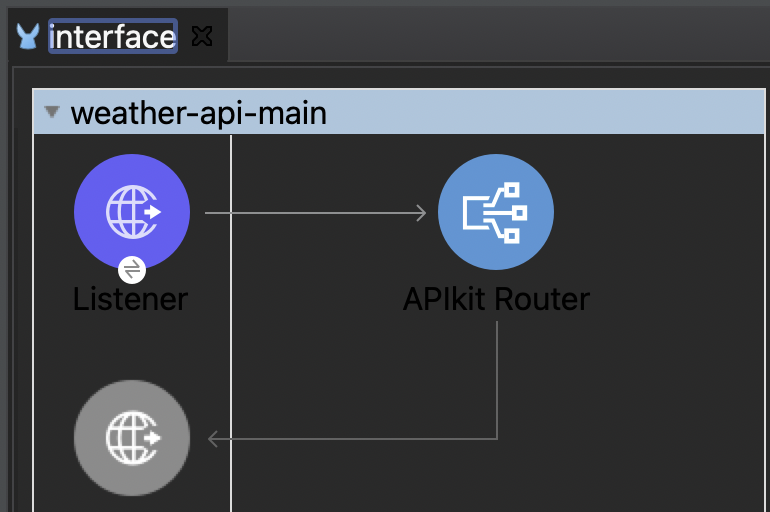 interface
weather-api-main
Listener
APIkit Router